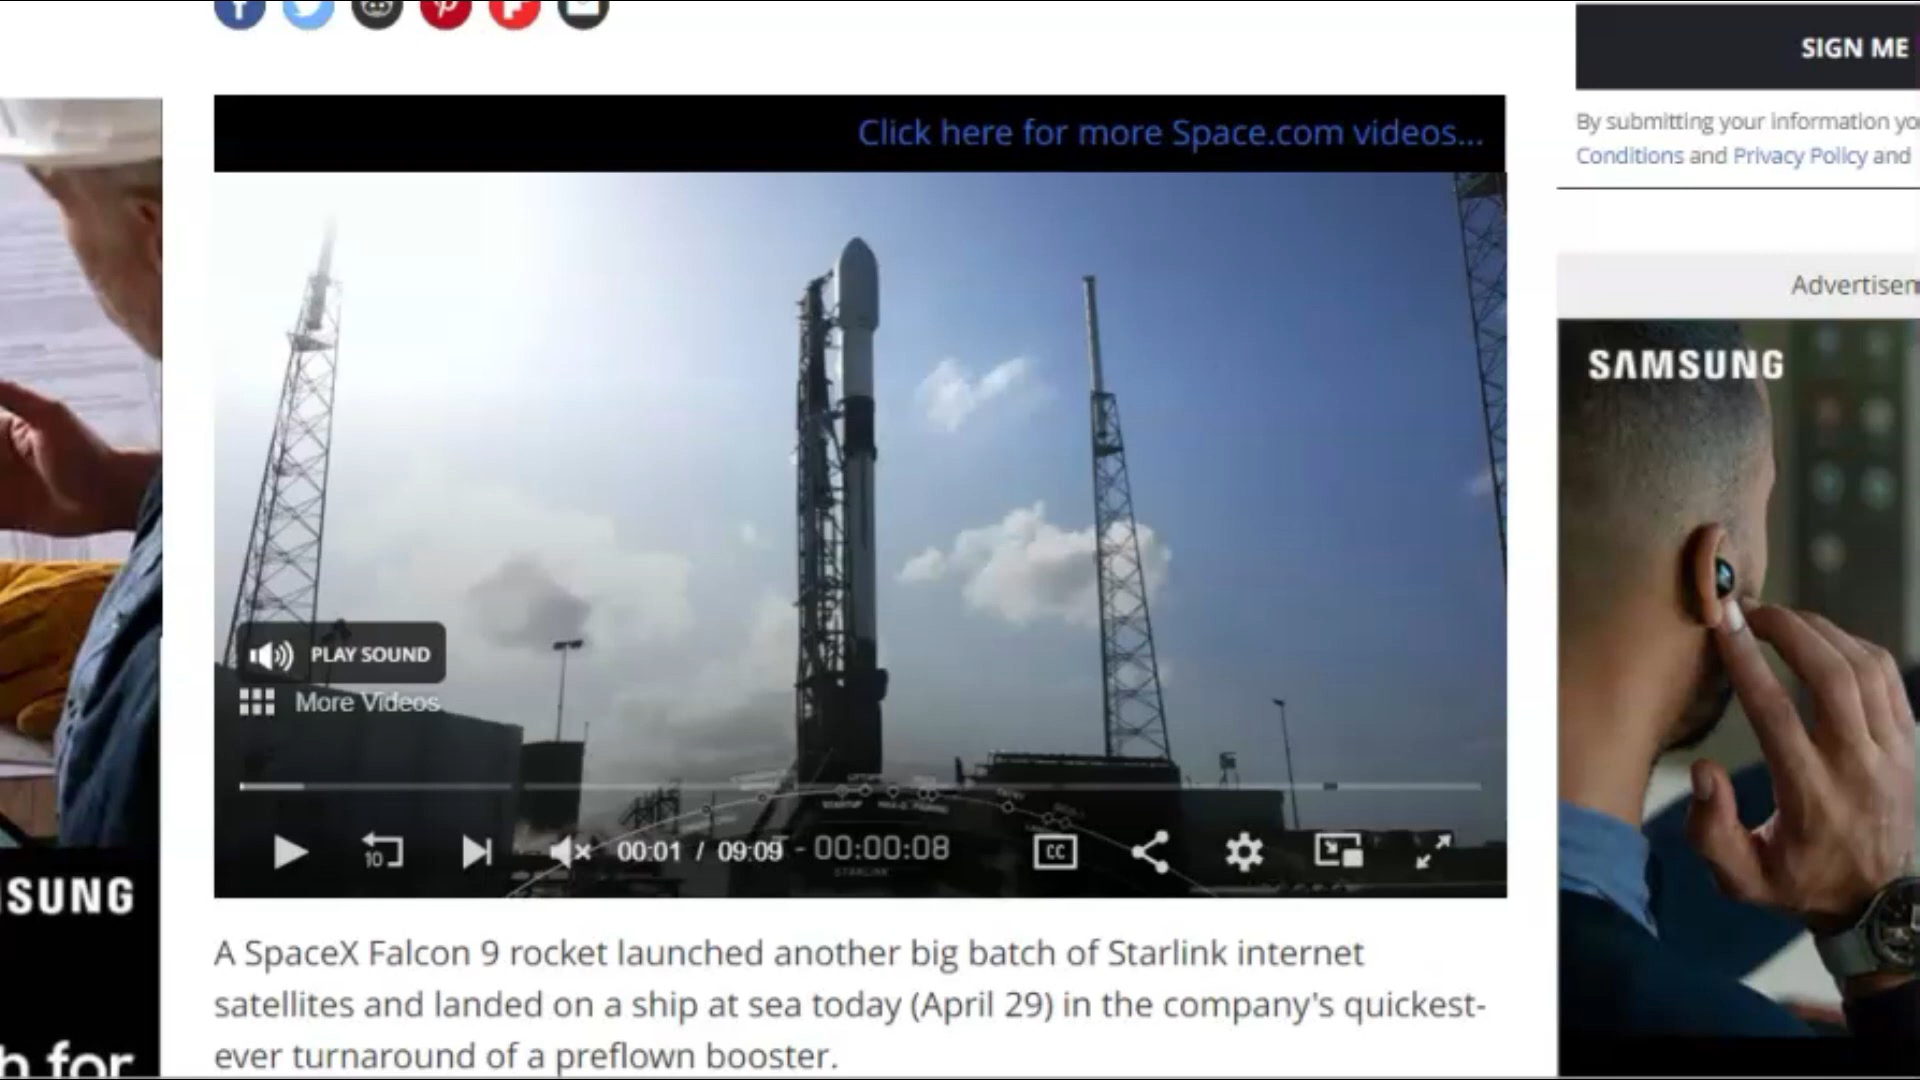 SIGN ME
Click here for more Space.com videos...
By submitting your information yo
Conditions and Privacy Policy and
Advertisem
SAMSUNG
PLAY SOUND
More Videos
10
00:01 / 09:09 - 00:00:08
STARLINK
CC
SUNG
A SpaceX Falcon 9 rocket launched another big batch of Starlink internet
satellites and landed on a ship at sea today (April 29) in the company's quickest-
ever turnaround of a preflown booster.
h for